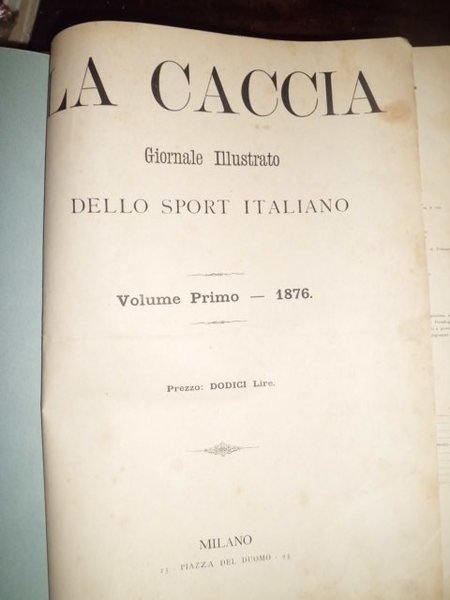 LA CACCIA
Giornale Illustrato
DELLO SPORT ITALIANO
Volume Primo — 1876.
Prezzo: DODICI Lire.
MILANO
PIAZZA DEL DUOMO